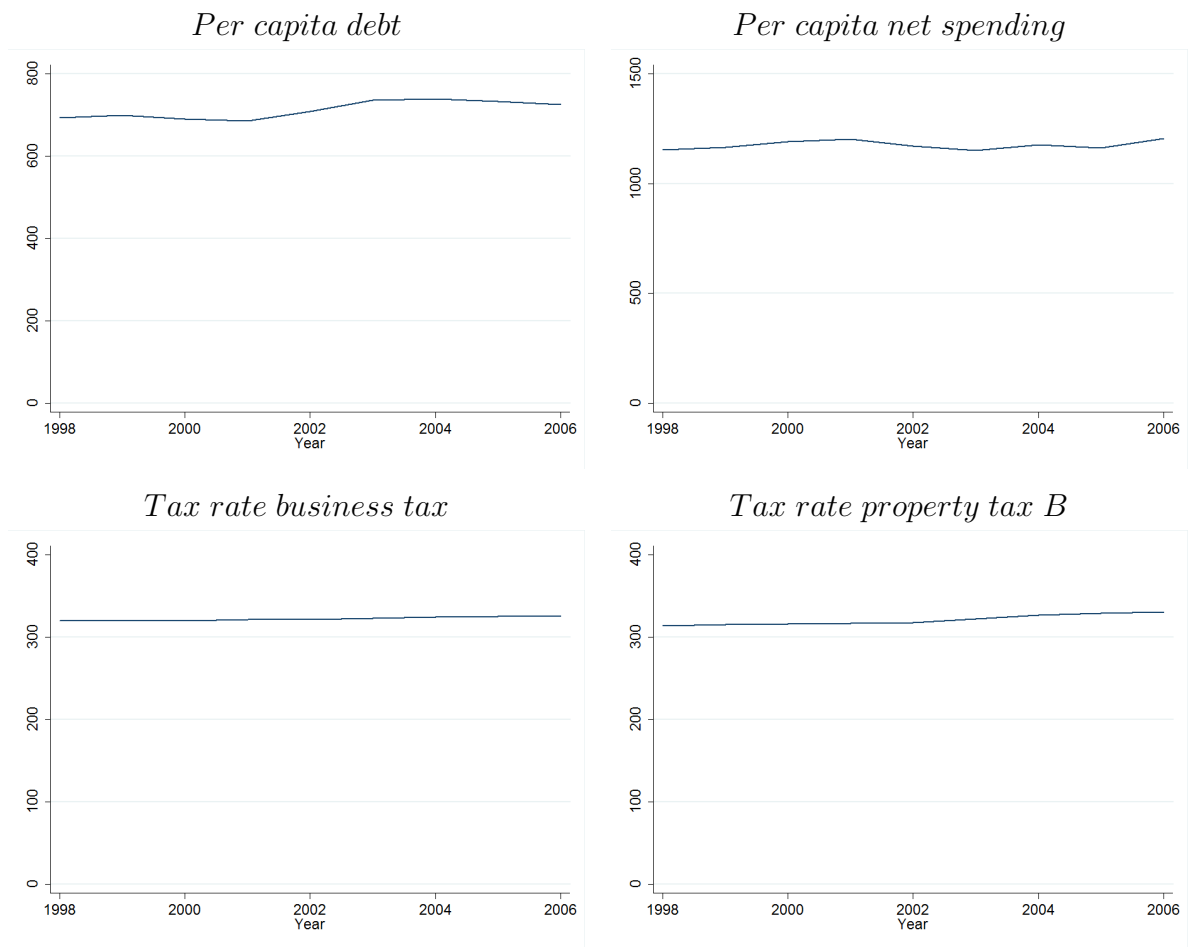 Per capita debt
800
600
400
200
0
1998 2000 2002 2004 2006
Year
Per capita net spending
1500
1000
500
0
1998 2000 2002 2004 2006
Year
Tax rate business tax
400
300
200
100
0
1998 2000 2002 2004 2006
Year
Tax rate property tax B
400
300
200
100
0
1998 2000 2002 2004 2006
Year